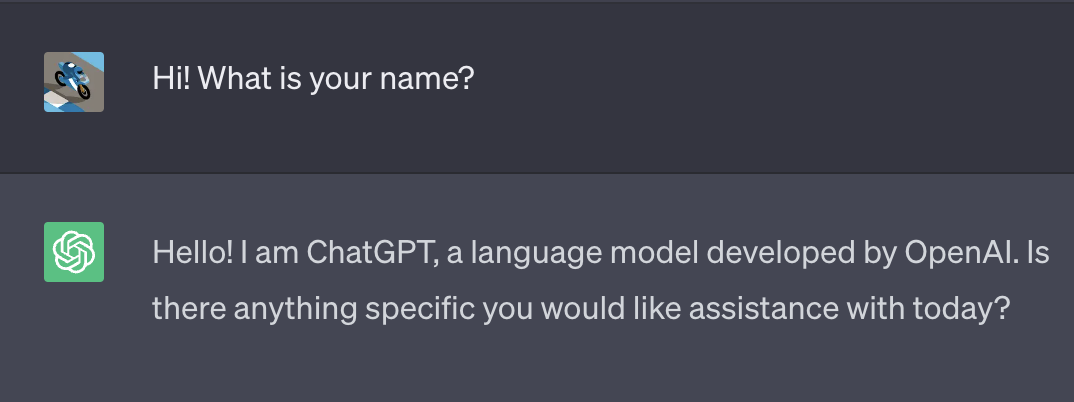 Hi! What is your name?
Hello! I am ChatGPT, a language model developed by OpenAI. Is
there anything specific you would like assistance with today?